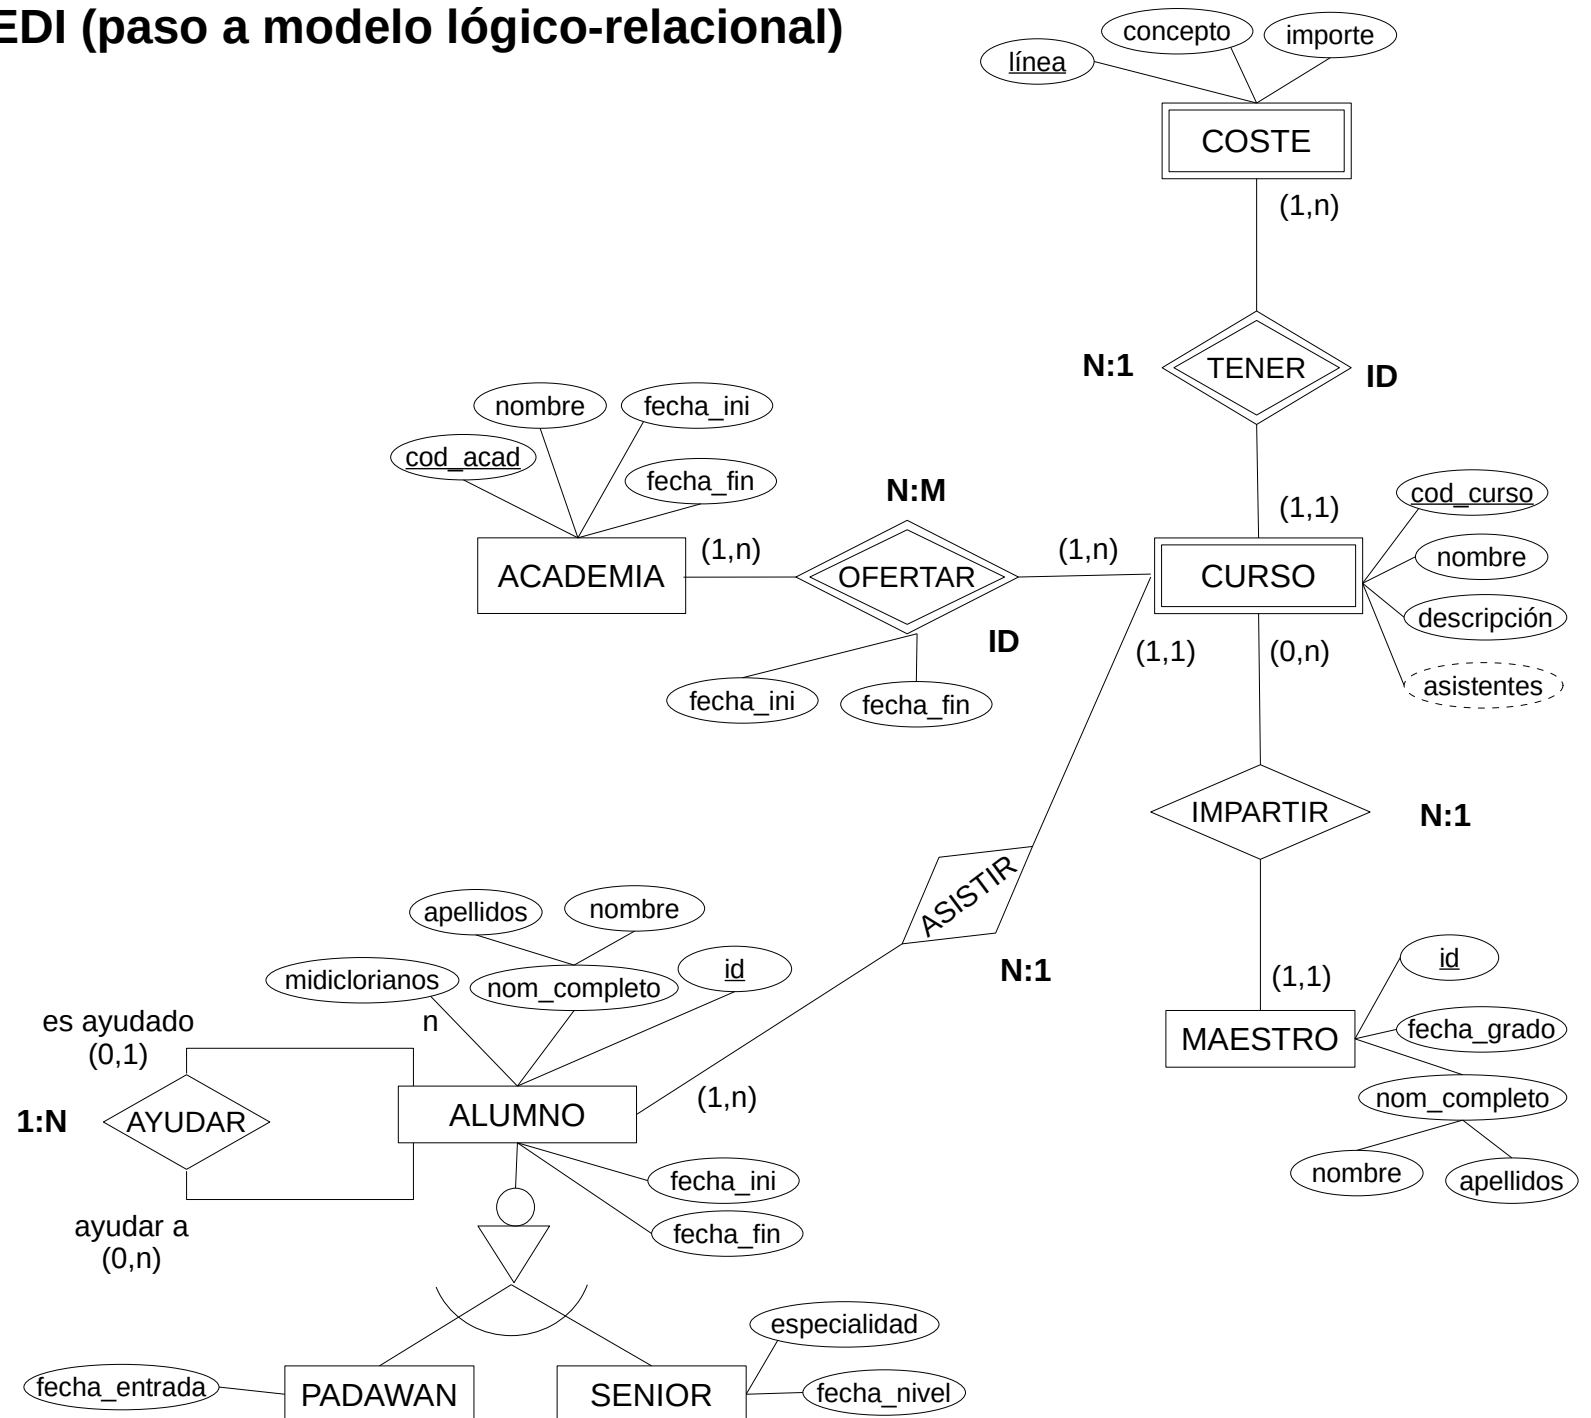 EDI (paso a modelo lógico-relacional)
concepto
importe
línea
COSTE
(1,n)
N:1
TENER
ID
nombre
fecha_ini
cod_acad
fecha_fin
N:M
cod_curso
(1,1)
(1,n)
(1,n)
nombre
ACADEMIA
OFERTAR
CURSO
descripción
ID
(1,1)
(0,n)
asistentes
fecha_ini
fecha_fin
IMPARTIR
N:1
ASISTIR
apellidos
nombre
N:1
id
id
midiclorianos
nom_completo
(1,1)
n
es ayudado
(0,1)
fecha_grado
MAESTRO
(1,n)
nom_completo
1:N
AYUDAR
ALUMNO
nombre
apellidos
fecha_ini
ayudar a
(0,n)
fecha_fin
especialidad
fecha_entrada
PADAWAN
SENIOR
fecha_nivel